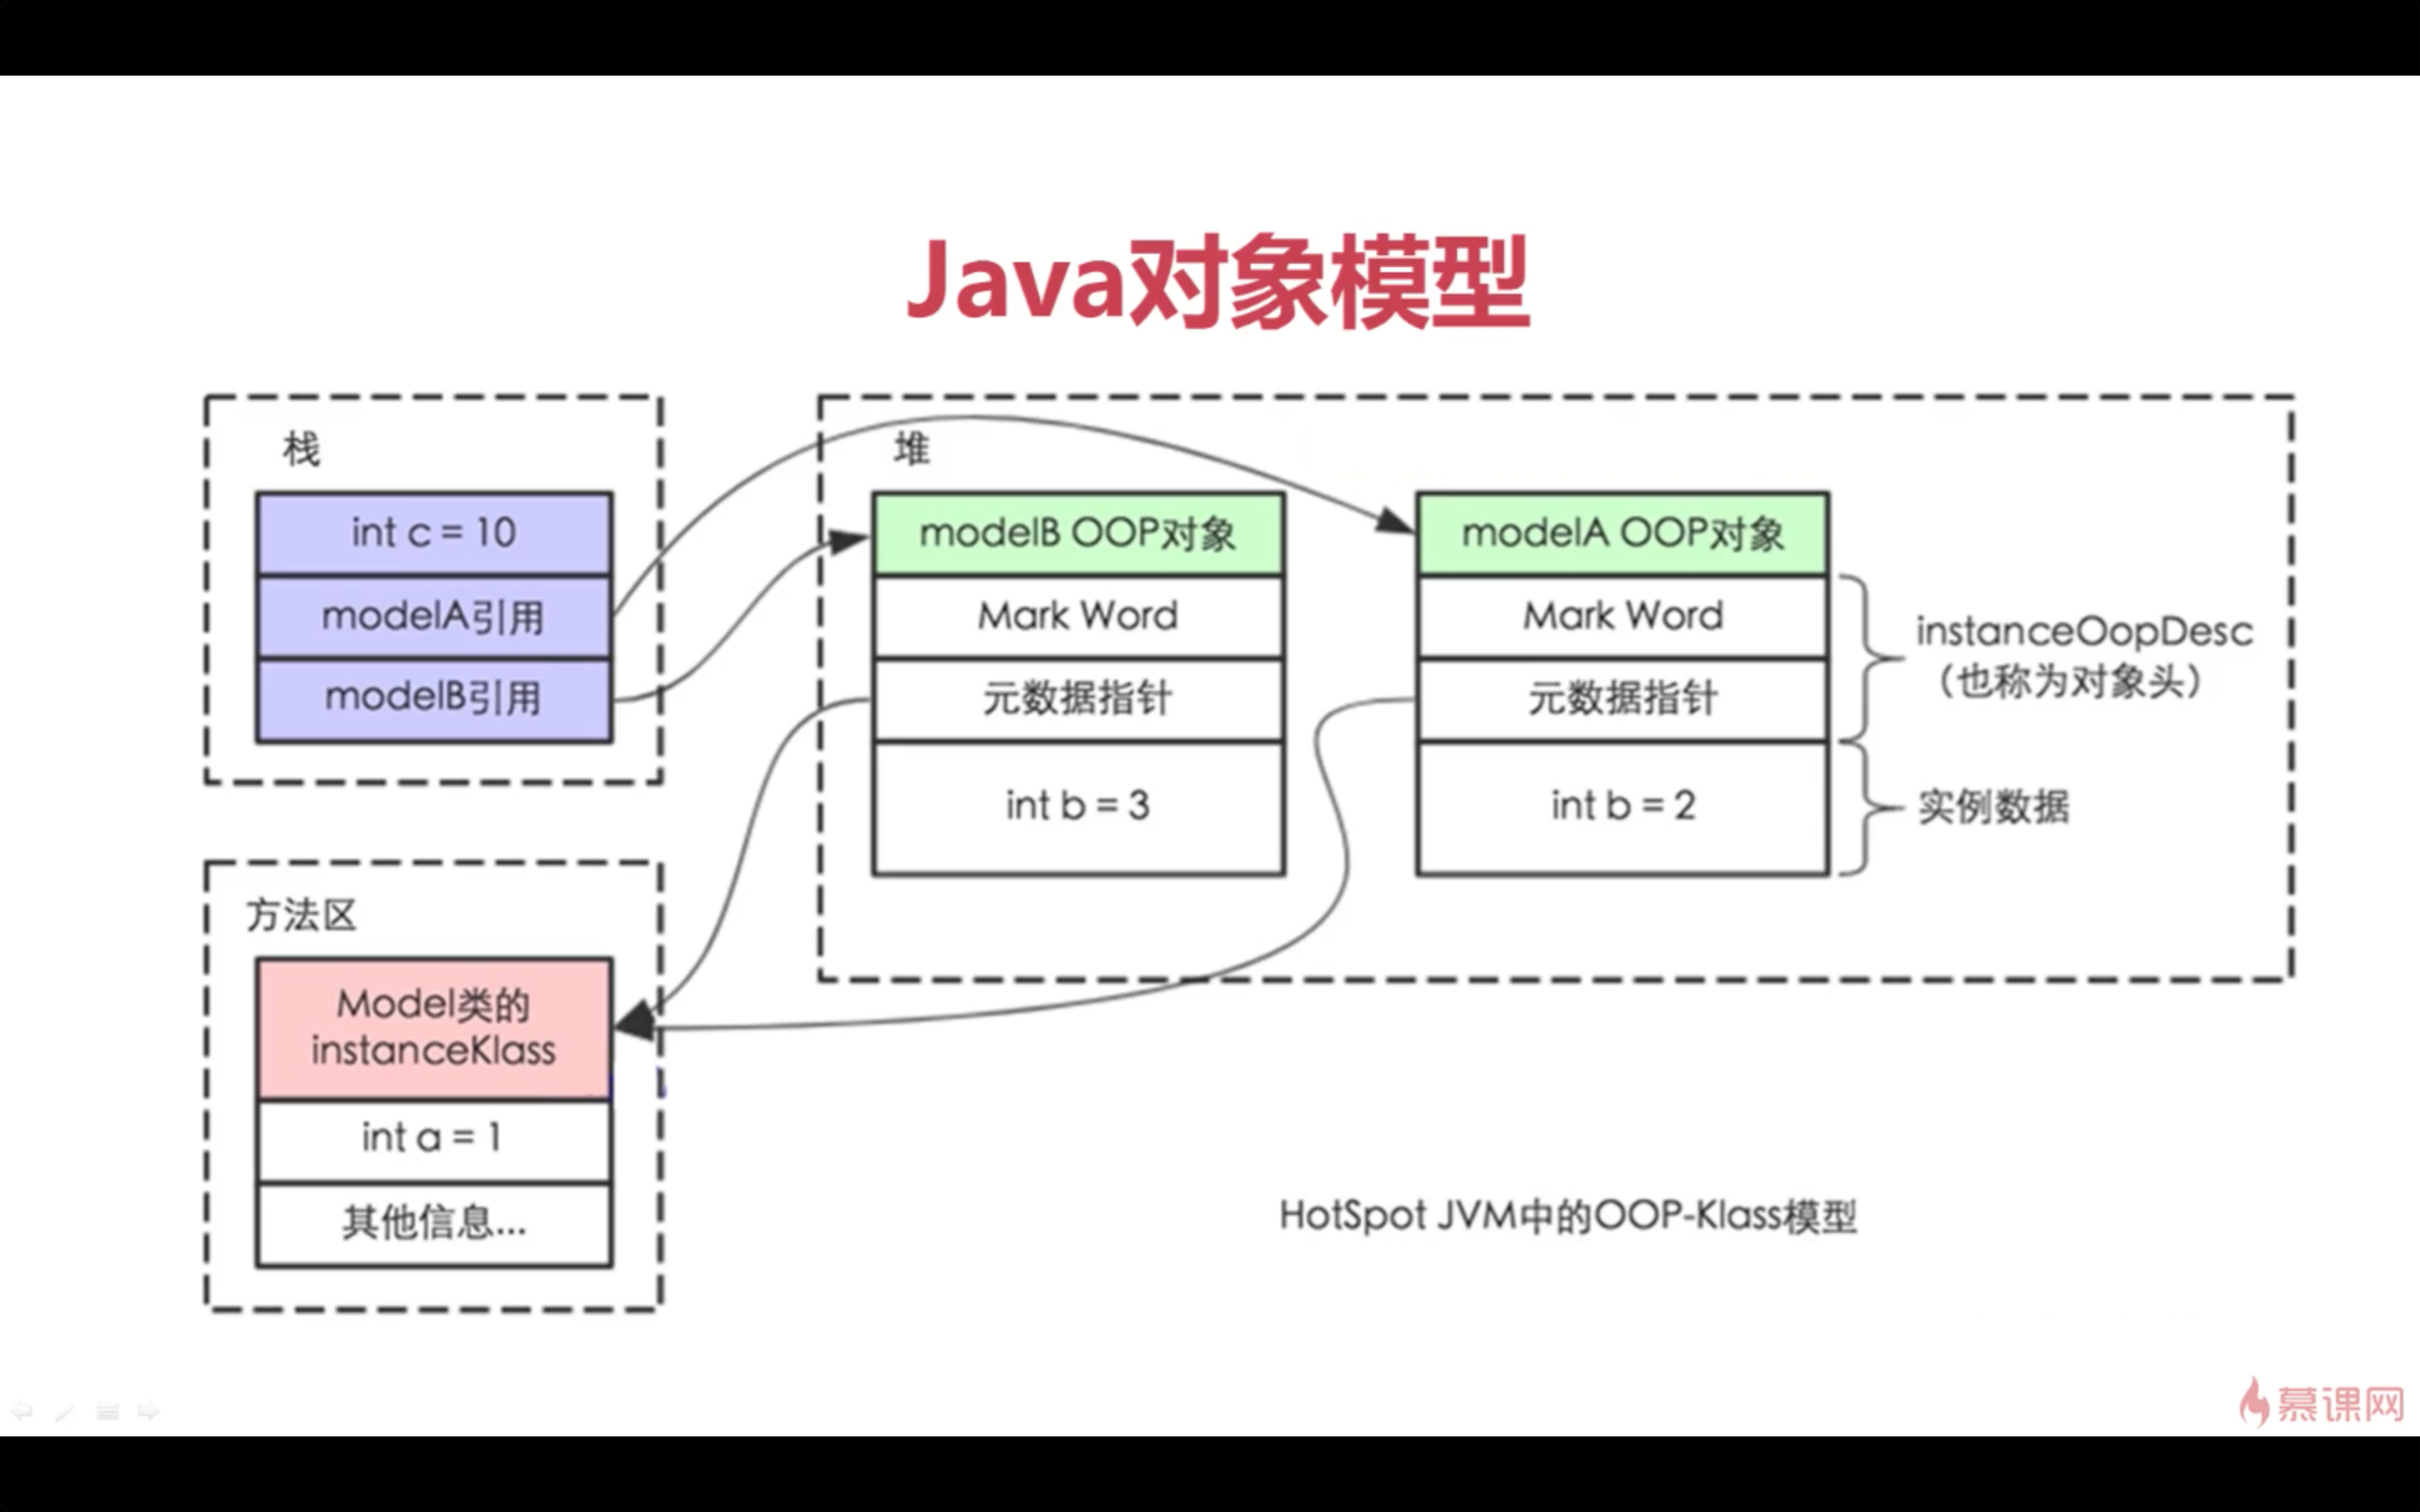 Java对象模型
栈
int c = 10
modelA引用
modelB引用
堆
modelB OOP对象
Mark Word
元数据指针
int b = 3
modelA OOP对象
Mark Word
元数据指针
int b = 2
instanceOopDesc
（也称为对象头）
实例数据
方法区
Model类的
instanceKlass
int a = 1
其他信息...
HotSpot JVM中的OOP-Klass模型
慕课网